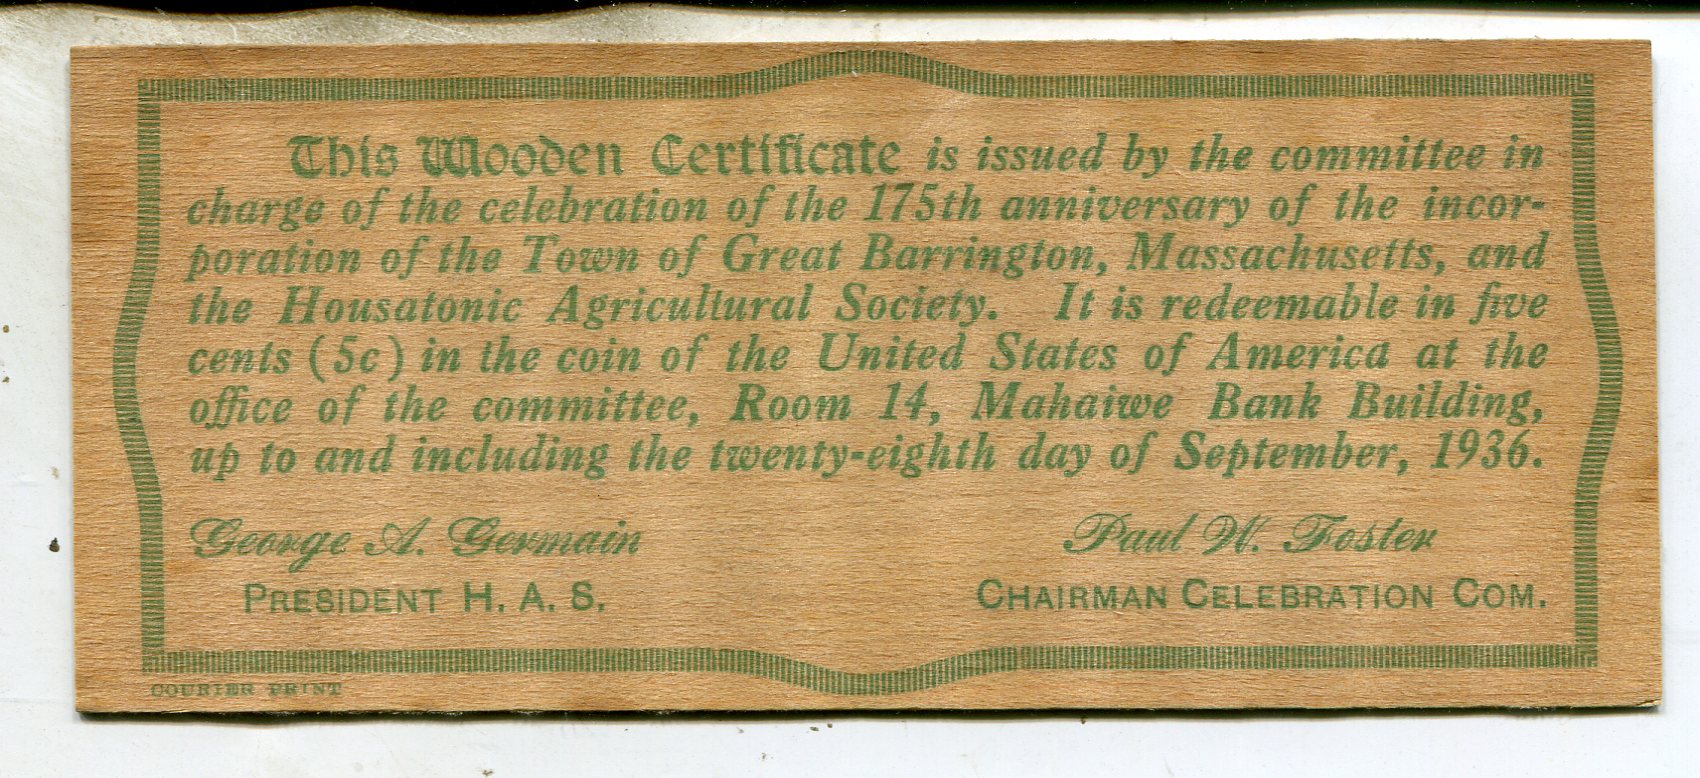 This Wooden Certificate is issued by the committee in
charge of the celebration of the 175th anniversary of the incor-
poration of the Town of Great Barrington, Massachusetts, and
the Housatonic Agricultural Society. It is redeemable in five
cents (5c) in the coin of the United States of America at the
office of the committee, Room 14, Mahaiwe Bank Building,
up to and including the twenty-eighth day of September, 1936.
George A. Germain
PRESIDENT H. A. S.
Paul W. Foster
CHAIRMAN CELEBRATION COM.
COURIER PRINT